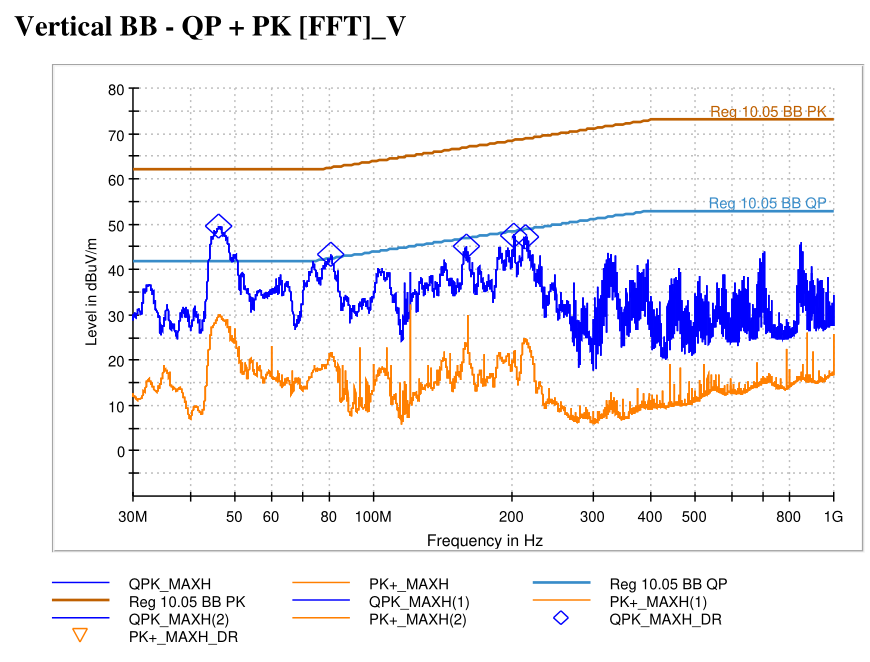 Vertical BB - QP + PK [FFT]_V
80
Reg 10.05 BB PK
70
60
Reg 10.05 BB QP
50
40
30
20
10
0
Level in dBuV/m
30M 50 60 80 100M 200 300 400 500 800 1G
Frequency in Hz
QPK_MAXH PK+_MAXH Reg 10.05 BB QP
Reg 10.05 BB PK QPK_MAXH(1) PK+_MAXH(1)
QPK_MAXH(2) PK+_MAXH(2) QPK_MAXH_DR
PK+_MAXH_DR